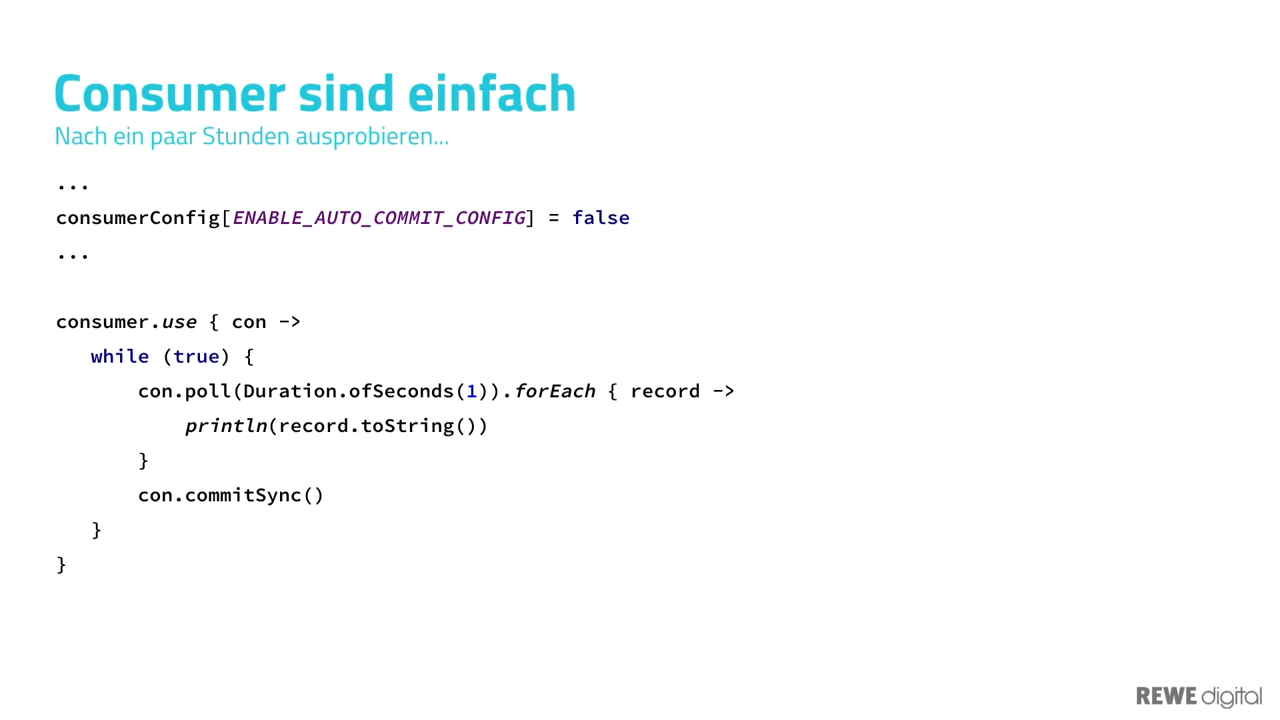 Consumer sind einfach
Nach ein paar Stunden ausprobieren...
...
consumerConfig[ENABLE_AUTO_COMMIT_CONFIG] = false
...
consumer.use { con ->
while (true) {
con.poll(Duration.ofSeconds(1)).forEach { record ->
println(record.toString())
}
con.commitSync()
}
}
REWE digital